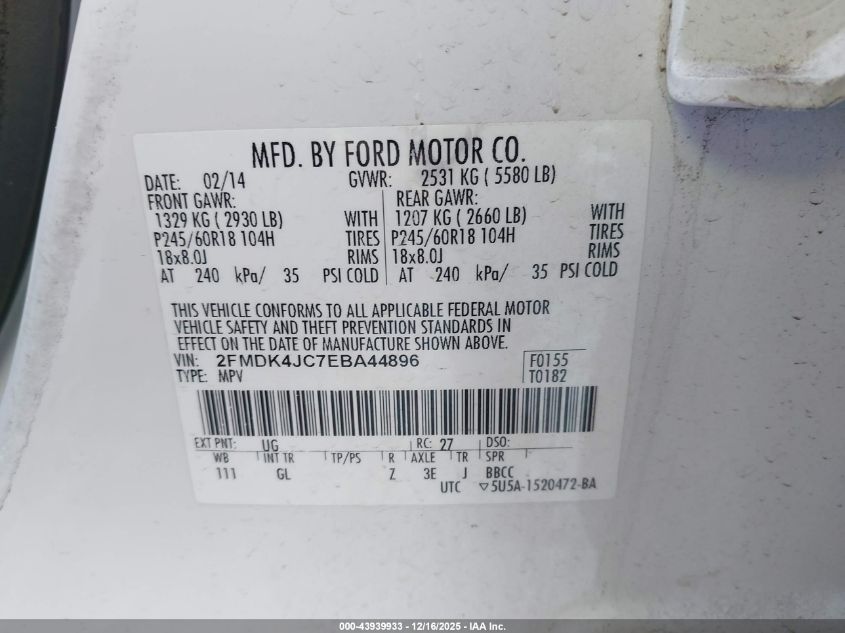 MFD. BY FORD MOTOR CO.
DATE: 02/14 GVWR: 2531 KG ( 5580 LB)
FRONT GAWR: REAR GAWR:
1329 KG ( 2930 LB) WITH 1207 KG ( 2660 LB) WITH
P245/60R18 104H TIRES P245/60R18 104H TIRES
18x8.0J RIMS 18x8.0J RIMS
AT 240 kPa/ 35 PSI COLD AT 240 kPa/ 35 PSI COLD
THIS VEHICLE CONFORMS TO ALL APPLICABLE FEDERAL MOTOR
VEHICLE SAFETY AND THEFT PREVENTION STANDARDS IN
EFFECT ON THE DATE OF MANUFACTURE SHOWN ABOVE.
VIN: 2FMDK4JC7EBA44896 F0155
TYPE: MPV T0182
EXT PNT: UG RC: 27 DSO:
WB INT TR TP/PS R AXLE TR SPR
111 GL Z 3E J BBCC
UTC ▽5U5A-1520472-BA
000-43939933 - 12/16/2025 - IAA Inc.